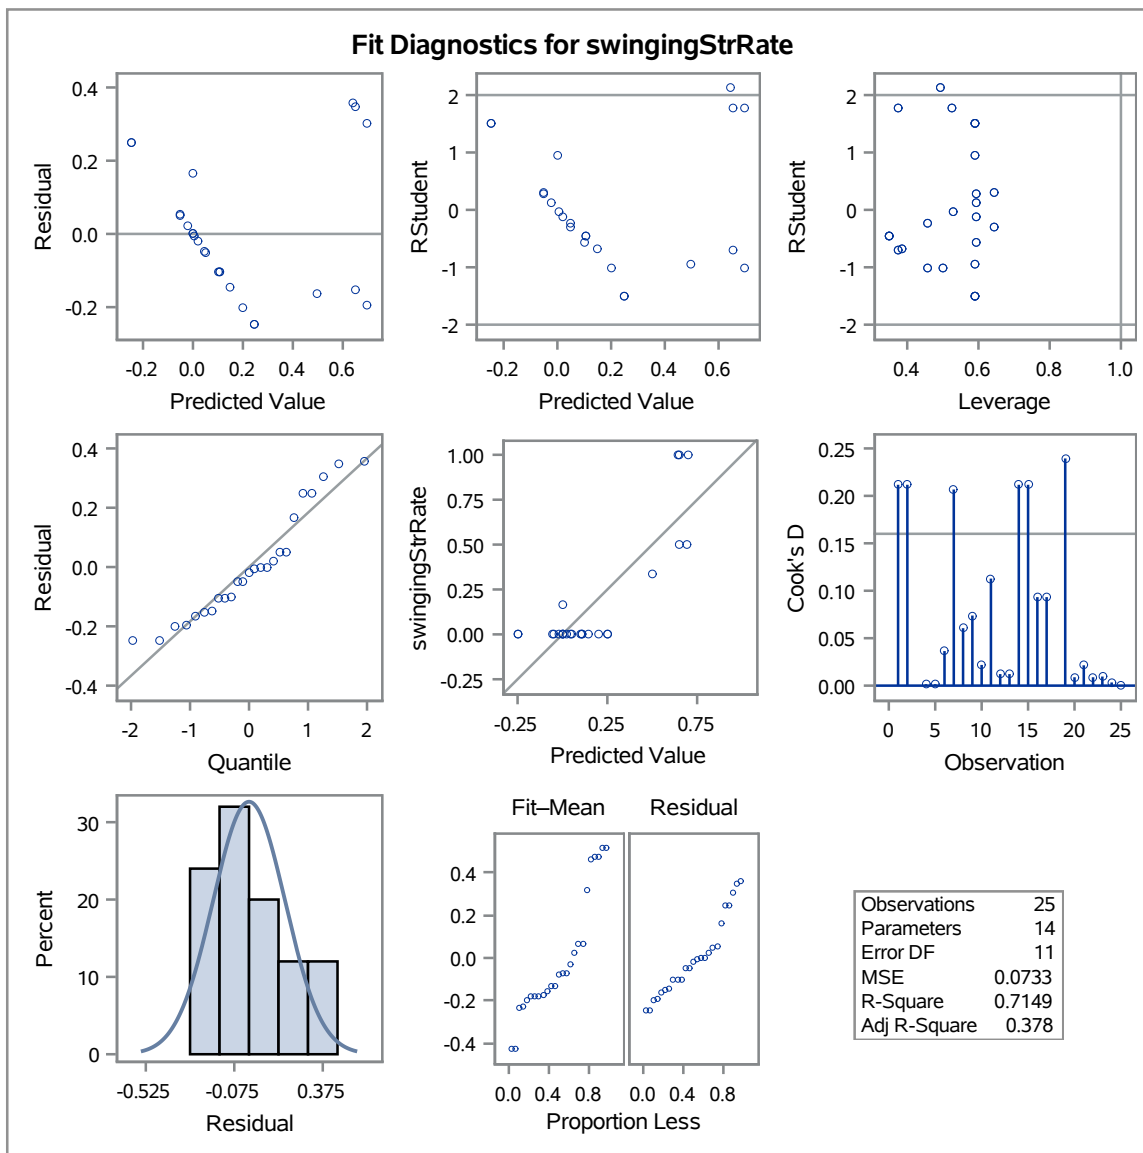 Fit Diagnostics for swingingStrRate
Residual
0.4
0.2
0.0
-0.2
-0.2 0.0 0.2 0.4 0.6
Predicted Value
RStudent
2
1
0
-1
-2
-0.2 0.0 0.2 0.4 0.6
Predicted Value
RStudent
2
1
0
-1
-2
0.4 0.6 0.8 1.0
Leverage
Residual
0.4
0.2
0.0
-0.2
-0.4
-2 -1 0 1 2
Quantile
swingingStrRate
1.00
0.75
0.50
0.25
0.00
-0.25
-0.25 0.25 0.75
Predicted Value
Cook's D
0.25
0.20
0.15
0.10
0.05
0.00
0 5 10 15 20 25
Observation
Percent
30
20
10
0
-0.525 -0.075 0.375
Residual
Fit–Mean Residual
0.4
0.2
0.0
-0.2
-0.4
0.0 0.4 0.8 0.0 0.4 0.8
Proportion Less
Observations 25
Parameters 14
Error DF 11
MSE 0.0733
R-Square 0.7149
Adj R-Square 0.378